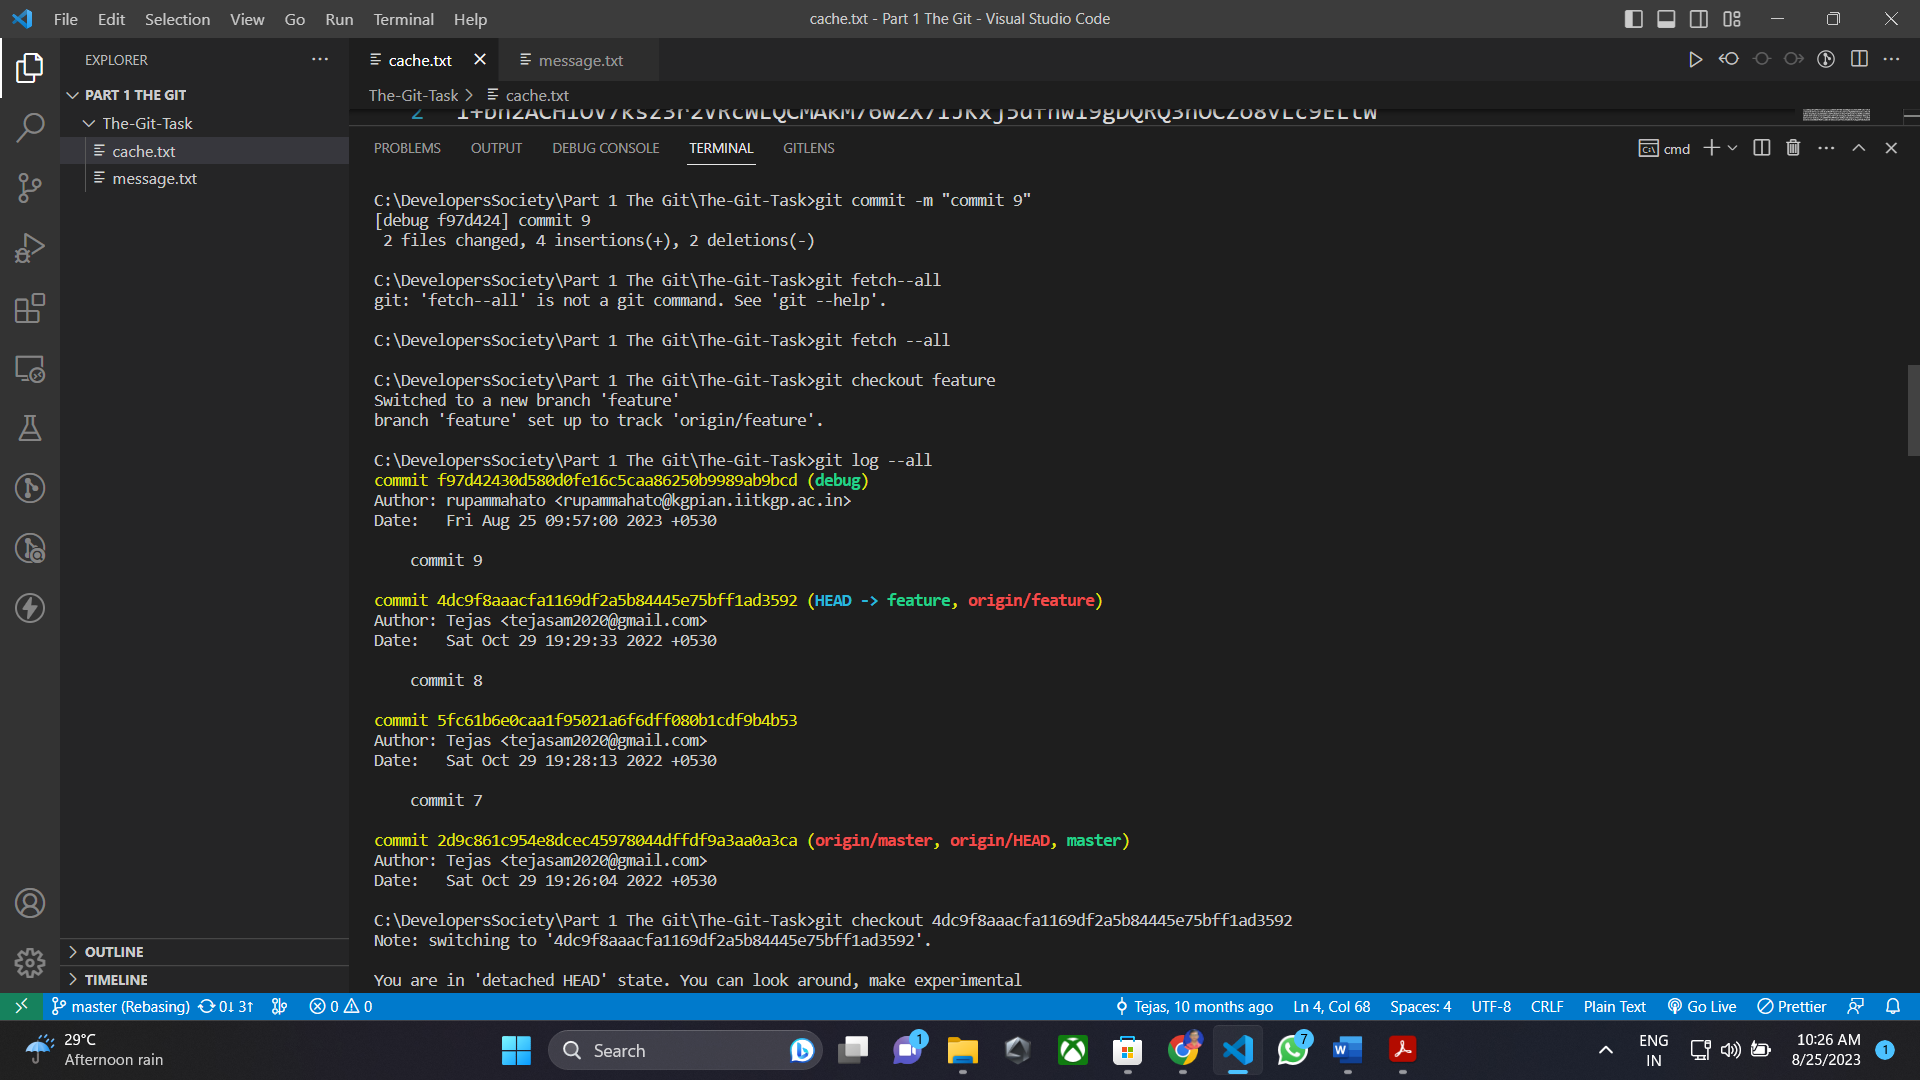 File Edit Selection View Go Run Terminal Help
cache.txt - Part 1 The Git - Visual Studio Code
EXPLORER
PART 1 THE GIT
The-Git-Task
cache.txt
message.txt
OUTLINE
TIMELINE
cache.txt
message.txt
The-Git-Task > cache.txt
2
PROBLEMS OUTPUT DEBUG CONSOLE TERMINAL GITLENS
cmd
C:\DevelopersSociety\Part 1 The Git\The-Git-Task>git commit -m "commit 9"
[debug f97d424] commit 9
2 files changed, 4 insertions(+), 2 deletions(-)
C:\DevelopersSociety\Part 1 The Git\The-Git-Task>git fetch--all
git: 'fetch--all' is not a git command. See 'git --help'.
C:\DevelopersSociety\Part 1 The Git\The-Git-Task>git fetch --all
C:\DevelopersSociety\Part 1 The Git\The-Git-Task>git checkout feature
Switched to a new branch 'feature'
branch 'feature' set up to track 'origin/feature'.
C:\DevelopersSociety\Part 1 The Git\The-Git-Task>git log --all
commit f97d42430d580d0fe16c5caa86250b9989ab9bcd (debug)
Author: rupammahato <rupammahato@kgpian.iitkgp.ac.in>
Date:   Fri Aug 25 09:57:00 2023 +0530
commit 9
commit 4dc9f8aaacfa1169df2a5b84445e75bff1ad3592 (HEAD -> feature, origin/feature)
Author: Tejas <tejasam2020@gmail.com>
Date:   Sat Oct 29 19:29:33 2022 +0530
commit 8
commit 5fc61b6e0caa1f95021a6f6dff080b1cdf9b4b53
Author: Tejas <tejasam2020@gmail.com>
Date:   Sat Oct 29 19:28:13 2022 +0530
commit 7
commit 2d9c861c954e8dcec45978044dffdf9a3aa0a3ca (origin/master, origin/HEAD, master)
Author: Tejas <tejasam2020@gmail.com>
Date:   Sat Oct 29 19:26:04 2022 +0530
C:\DevelopersSociety\Part 1 The Git\The-Git-Task>git checkout 4dc9f8aaacfa1169df2a5b84445e75bff1ad3592
Note: switching to '4dc9f8aaacfa1169df2a5b84445e75bff1ad3592'.
You are in 'detached HEAD' state. You can look around, make experimental
master (Rebasing) 0↓ 3↑ 0 0 Tejas, 10 months ago Ln 4, Col 68 Spaces: 4 UTF-8 CRLF Plain Text Go Live Prettier
29°C
Afternoon rain
Search
1
7
ENG
IN
10:26 AM
8/25/2023
1